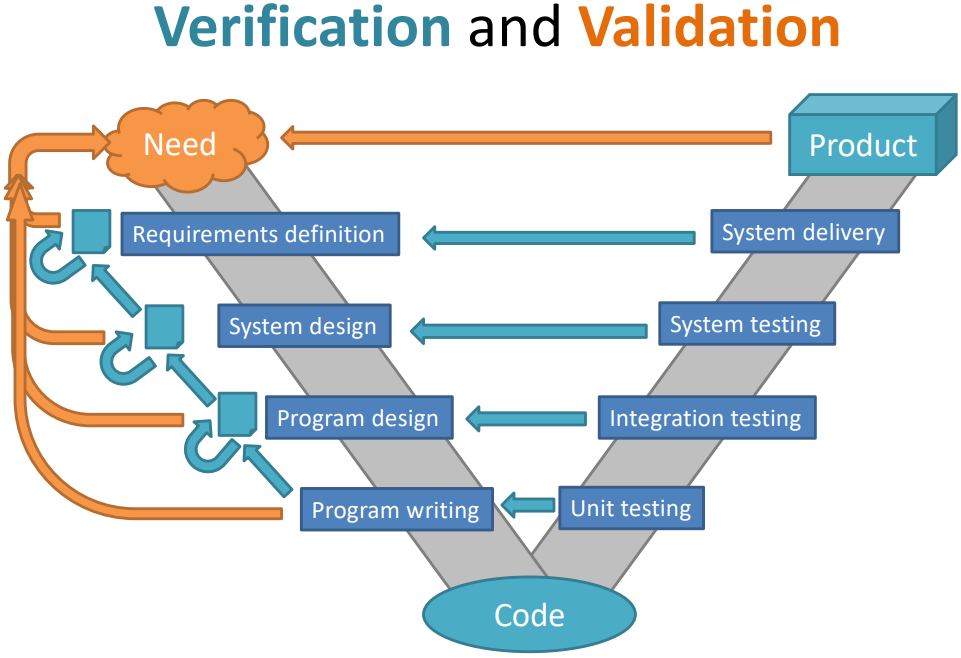 Verification and Validation
Need
Product
Requirements definition
System delivery
System design
System testing
Program design
Integration testing
Program writing
Unit testing
Code